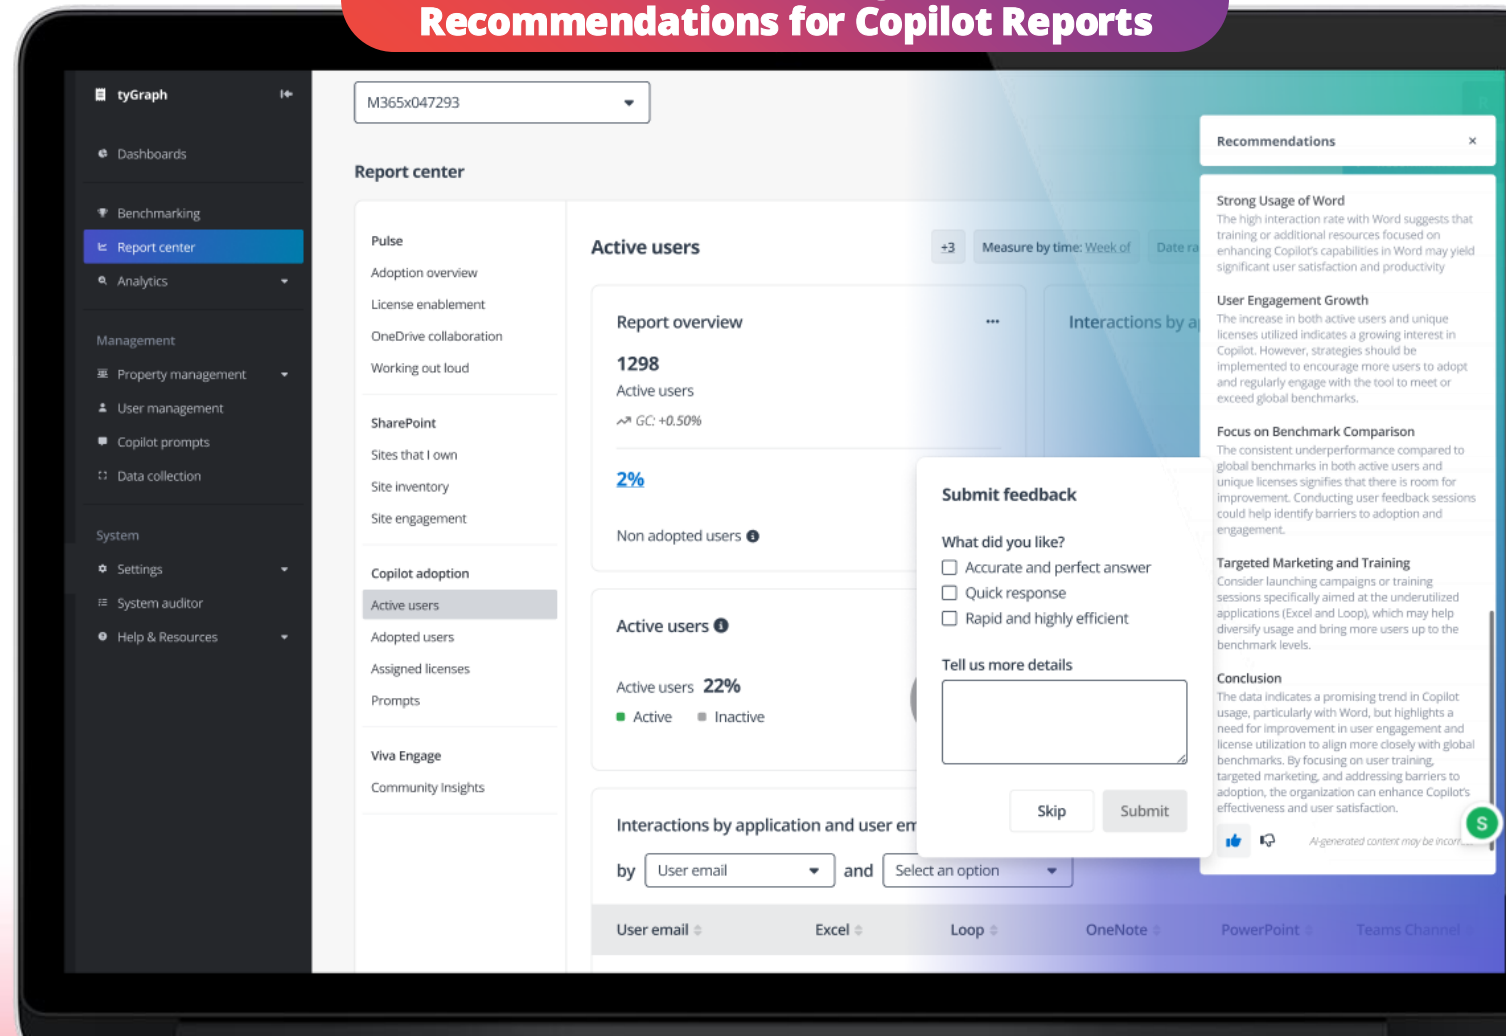 Recommendations for Copilot Reports
tyGraph
Dashboards
Benchmarking
Report center
Analytics
Management
Property management
User management
Copilot prompts
Data collection
System
Settings
System auditor
Help & Resources
M365x047293
Report center
Pulse
Adoption overview
License enablement
OneDrive collaboration
Working out loud
SharePoint
Sites that I own
Site inventory
Site engagement
Copilot adoption
Active users
Adopted users
Assigned licenses
Prompts
Viva Engage
Community Insights
Active users
+3
Measure by time: Week of
Date ra
Report overview
1298
Active users
GC: +0.50%
2%
Non adopted users
Interactions by a
Active users
Active users 22%
Active
Inactive
Interactions by application and user em
by
User email
and
Select an option
User email
Excel
Loop
OneNote
PowerPoint
Teams Channel
Submit feedback
What did you like?
Accurate and perfect answer
Quick response
Rapid and highly efficient
Tell us more details
Skip
Submit
Recommendations
Strong Usage of Word
The high interaction rate with Word suggests that
training or additional resources focused on
enhancing Copilot's capabilities in Word may yield
significant user satisfaction and productivity
User Engagement Growth
The increase in both active users and unique
licenses utilized indicates a growing interest in
Copilot. However, strategies should be
implemented to encourage more users to adopt
and regularly engage with the tool to meet or
exceed global benchmarks.
Focus on Benchmark Comparison
The consistent underperformance compared to
global benchmarks in both active users and
unique licenses signifies that there is room for
improvement. Conducting user feedback sessions
could help identify barriers to adoption and
engagement.
Targeted Marketing and Training
Consider launching campaigns or training
sessions specifically aimed at the underutilized
applications (Excel and Loop), which may help
diversify usage and bring more users up to the
benchmark levels.
Conclusion
The data indicates a promising trend in Copilot
usage, particularly with Word, but highlights a
need for improvement in user engagement and
license utilization to align more closely with global
benchmarks. By focusing on user training,
targeted marketing, and addressing barriers to
adoption, the organization can enhance Copilot's
effectiveness and user satisfaction.
AI-generated content may be incorr
S